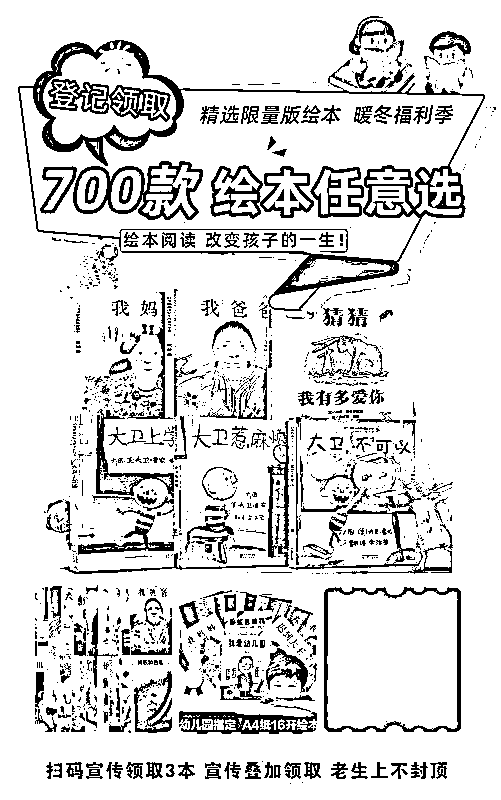 登记领取
精选限量版绘本 暖冬福利季
700款 绘本任意选
绘本阅读 改变孩子的一生!
我妈
我爸爸
猜猜
我有多爱你
大卫上学
大卫惹麻烦
大卫 不可以
幼儿园指定 A4纸16开绘本
扫码宣传领取3本 宣传叠加领取 老生上不封顶